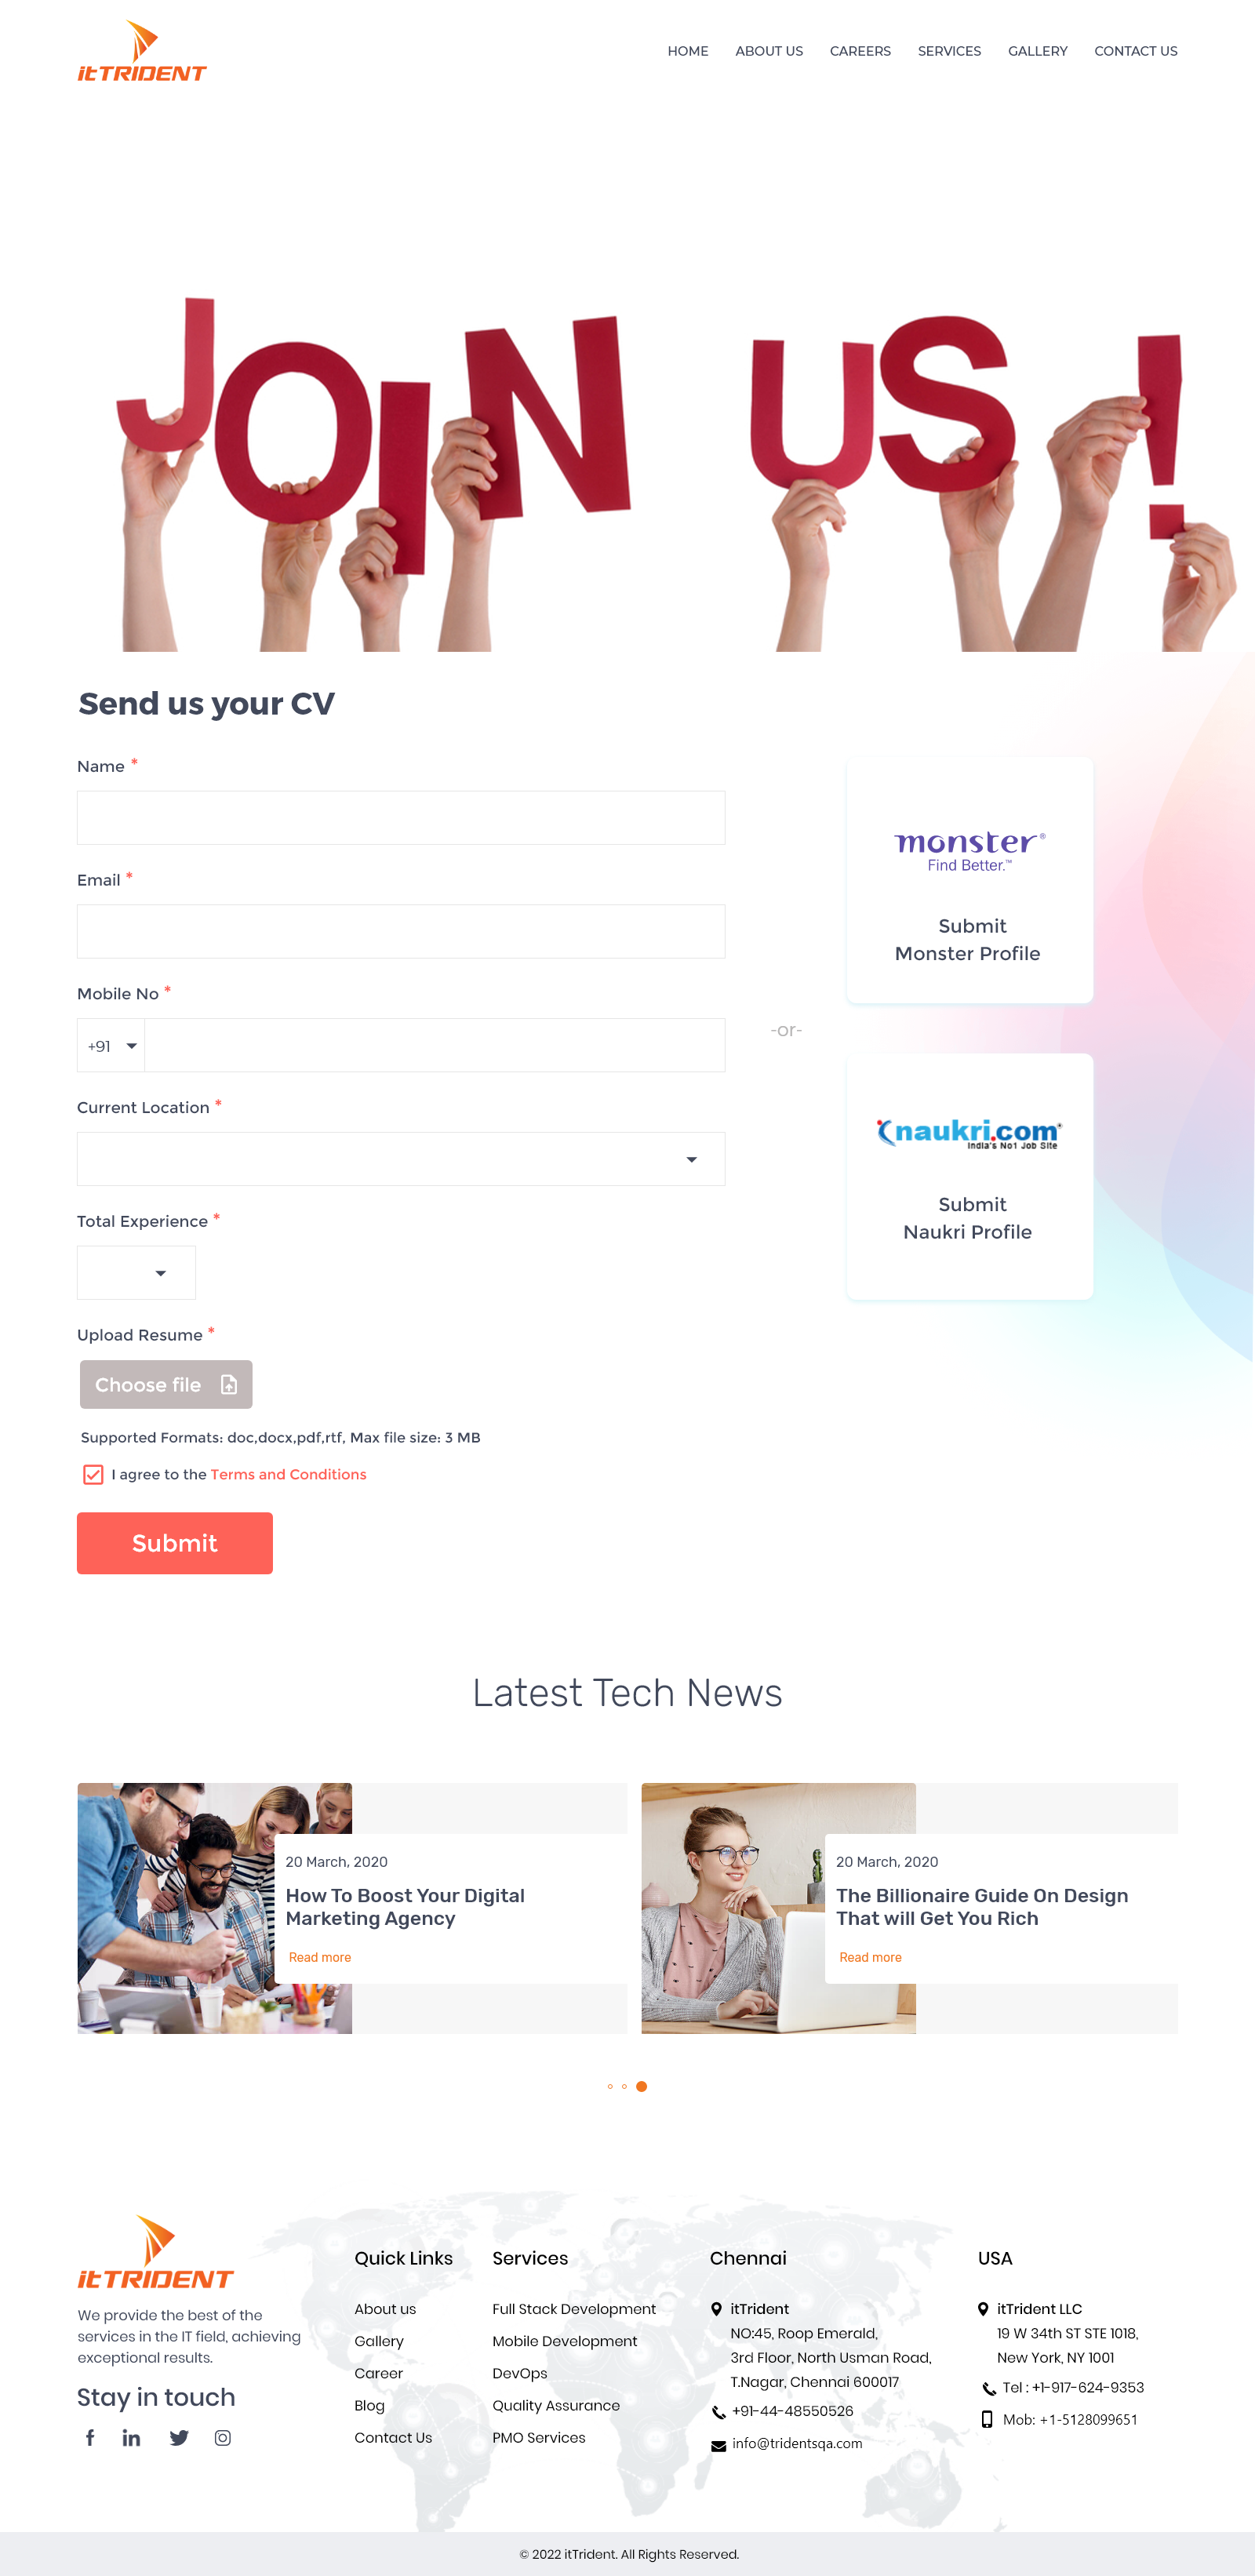 itTRIDENT
HOME ABOUT US CAREERS SERVICES GALLERY CONTACT US
JOIN US !
Send us your CV
Name *
Email *
Mobile No *
+91
Current Location *
Total Experience *
Upload Resume *
Choose file
Supported Formats: doc,docx,pdf,rtf, Max file size: 3 MB
I agree to the Terms and Conditions
Submit
-or-
monster®
Find Better.™
Submit
Monster Profile
naukri.com®
India's No1 Job Site
Submit
Naukri Profile
Latest Tech News
20 March, 2020
How To Boost Your Digital
Marketing Agency
Read more
20 March, 2020
The Billionaire Guide On Design
That will Get You Rich
Read more
itTRIDENT
We provide the best of the
services in the IT field, achieving
exceptional results.
Stay in touch
Quick Links
About us
Gallery
Career
Blog
Contact Us
Services
Full Stack Development
Mobile Development
DevOps
Quality Assurance
PMO Services
Chennai
itTrident
NO:45, Roop Emerald,
3rd Floor, North Usman Road,
T.Nagar, Chennai 600017
+91-44-48550526
info@tridentsqa.com
USA
itTrident LLC
19 W 34th ST STE 1018,
New York, NY 1001
Tel : +1-917-624-9353
Mob: +1-5128099651
© 2022 itTrident. All Rights Reserved.